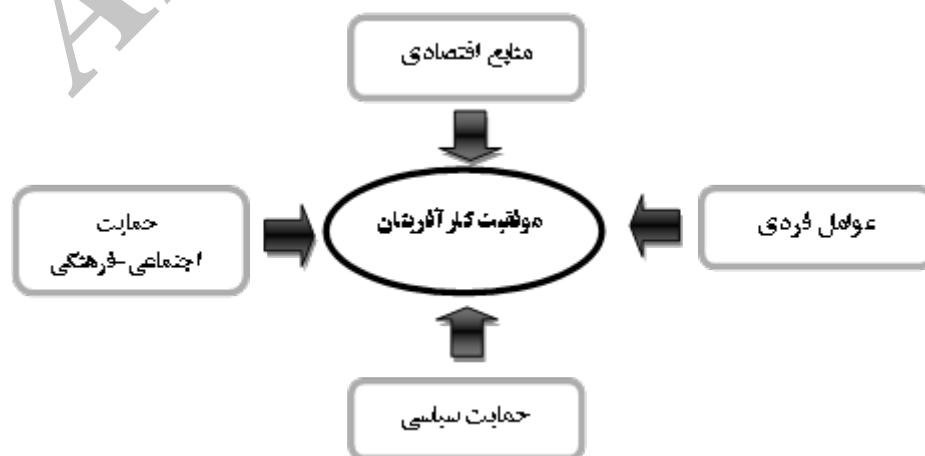 منابع اقتصادی
عوامل فردی
موفقیت کارآفرینان
حمایت
اجتماعی-فرهنگی
حمایت سیاسی